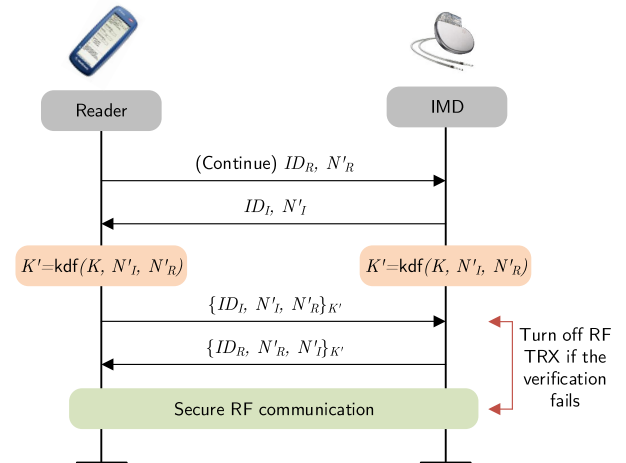 Reader
IMD
(Continue) ID_R, N'_R
ID_I, N'_I
K'=kdf(K, N'_I, N'_R)
K'=kdf(K, N'_I, N'_R)
{ID_I, N'_I, N'_R}_K'
{ID_R, N'_R, N'_I}_K'
Turn off RF
TRX if the
verification
fails
Secure RF communication